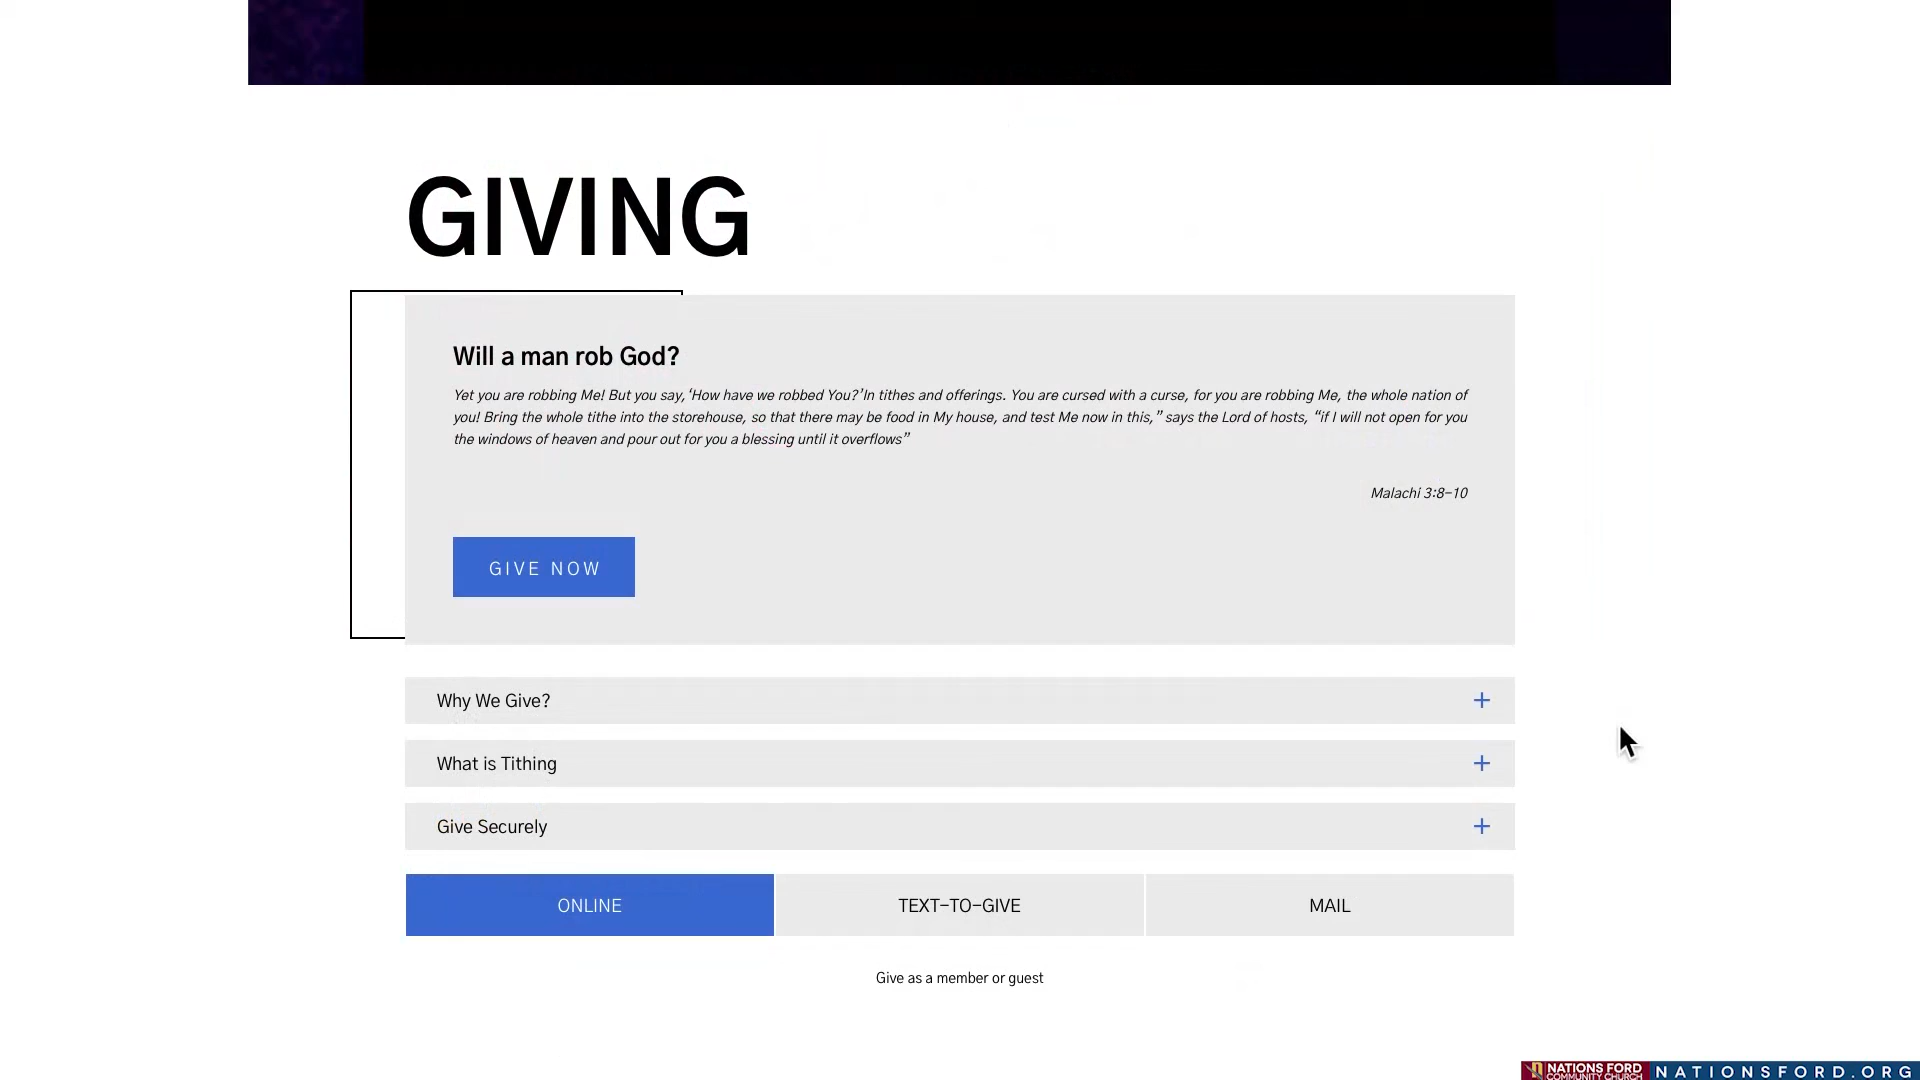 GIVING
Will a man rob God?
Yet you are robbing Me! But you say,‘How have we robbed You?’In tithes and offerings. You are cursed with a curse, for you are robbing Me, the whole nation of
you! Bring the whole tithe into the storehouse, so that there may be food in My house, and test Me now in this,” says the Lord of hosts, “if I will not open for you
the windows of heaven and pour out for you a blessing until it overflows”
Malachi 3:8-10
GIVE NOW
Why We Give?
What is Tithing
Give Securely
ONLINE
TEXT-TO-GIVE
MAIL
Give as a member or guest
NATIONS FORD
COMMUNITY CHURCH
NATIONSFORD.ORG